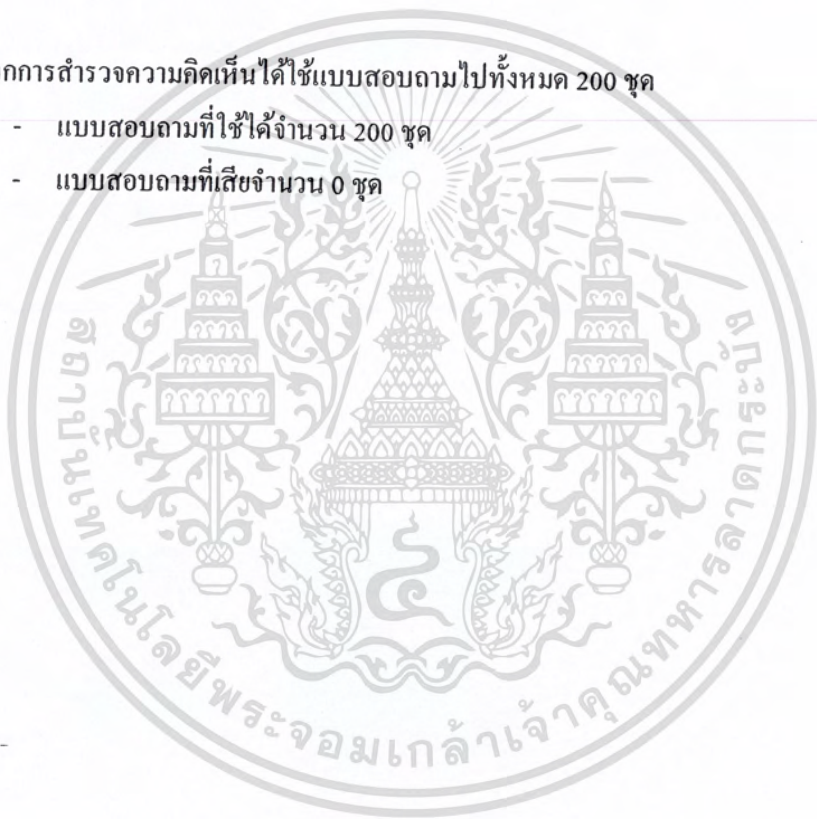 กการสำรวจความคิดเห็นได้ใช้แบบสอบถามไปทั้งหมด 200 ชุด
- แบบสอบถามที่ใช้ได้จำนวน 200 ชุด
- แบบสอบถามที่เสียจำนวน 0 ชุด
สถาบันเทคโนโลยีพระจอมเกล้าเจ้าคุณทหารลาดกระบัง
๔